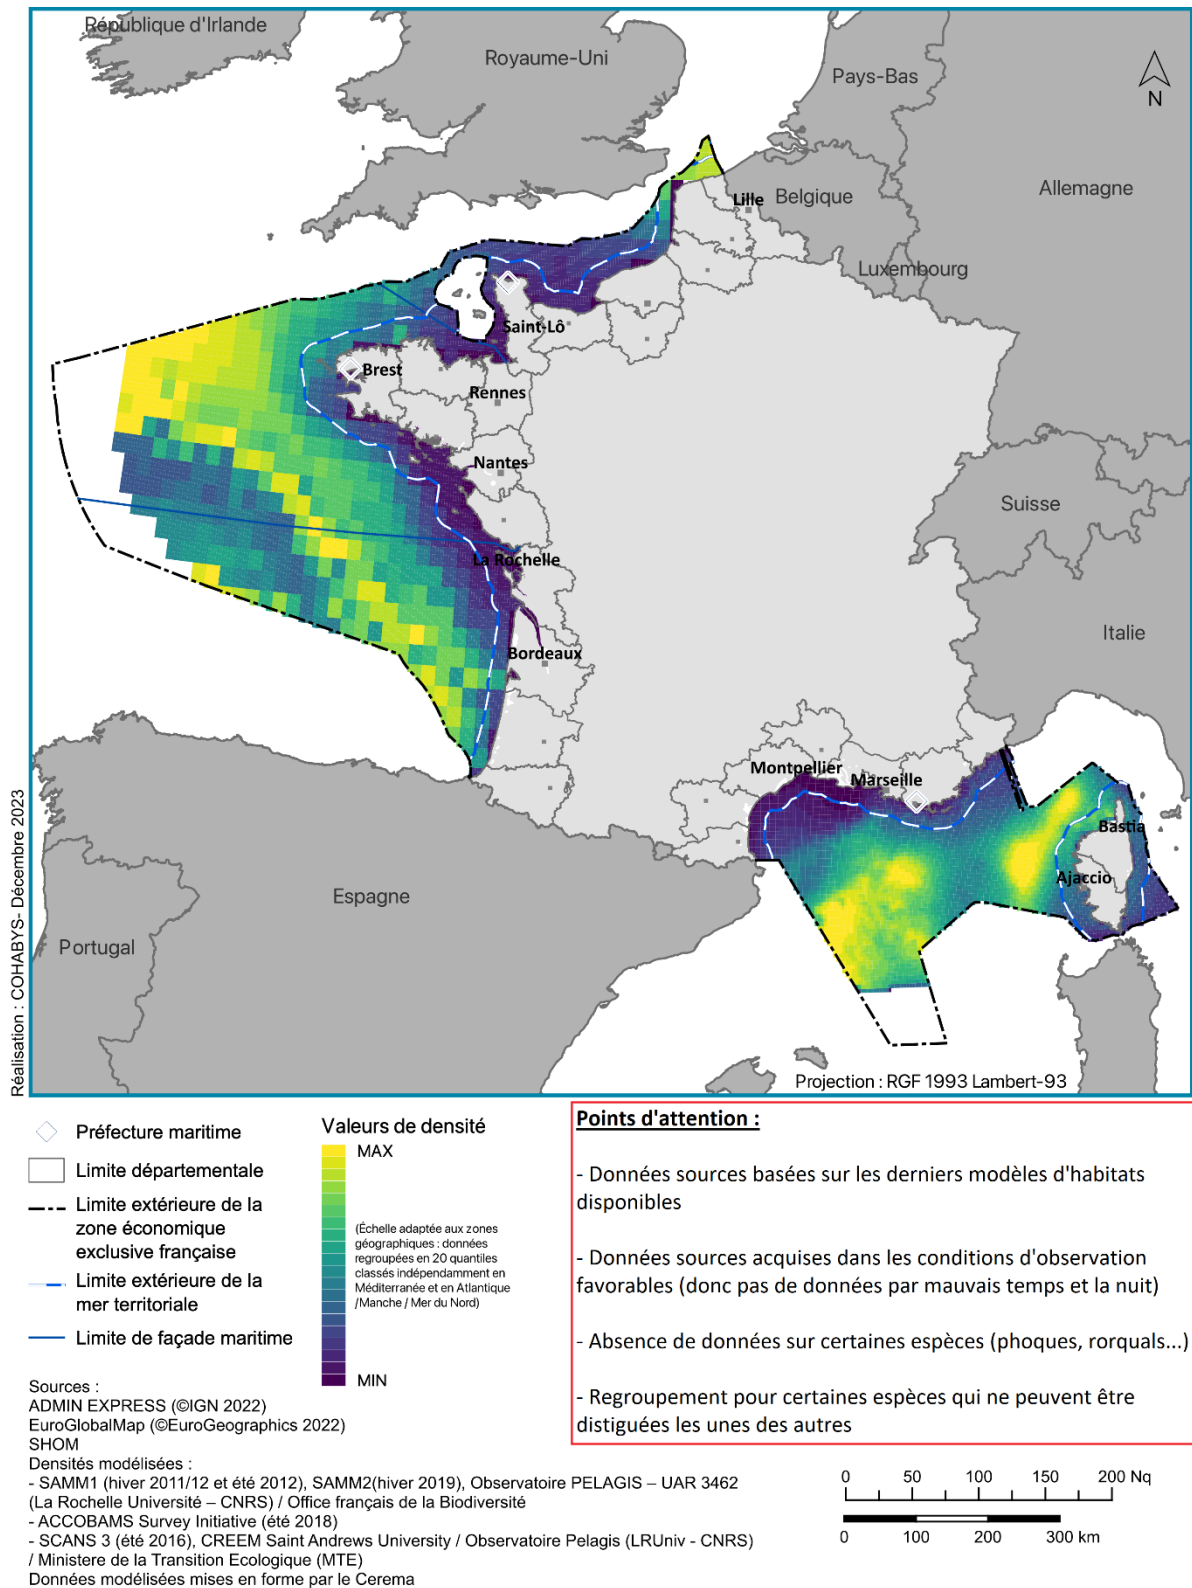 République d'Irlande
Royaume-Uni
Pays-Bas
N
Allemagne
Lille
Belgique
Luxembourg
Saint-Lô
Brest
Rennes
Nantes
Suisse
La Rochelle
Italie
Bordeaux
Montpellier
Marseille
Bastia
Ajaccio
Espagne
Portugal
Projection : RGF 1993 Lambert-93
Réalisation : COHABYS- Décembre 2023
Préfecture maritime
Limite départementale
Limite extérieure de la
zone économique
exclusive française
Limite extérieure de la
mer territoriale
Limite de façade maritime
Valeurs de densité
MAX
(Échelle adaptée aux zones
géographiques : données
regroupées en 20 quantiles
classés indépendamment en
Méditerranée et en Atlantique
/Manche / Mer du Nord)
MIN
Points d'attention :
- Données sources basées sur les derniers modèles d'habitats
disponibles
- Données sources acquises dans les conditions d'observation
favorables (donc pas de données par mauvais temps et la nuit)
- Absence de données sur certaines espèces (phoques, rorquals...)
- Regroupement pour certaines espèces qui ne peuvent être
distiguées les unes des autres
Sources :
ADMIN EXPRESS (©IGN 2022)
EuroGlobalMap (©EuroGeographics 2022)
SHOM
Densités modélisées :
- SAMM1 (hiver 2011/12 et été 2012), SAMM2(hiver 2019), Observatoire PELAGIS – UAR 3462
(La Rochelle Université – CNRS) / Office français de la Biodiversité
- ACCOBAMS Survey Initiative (été 2018)
- SCANS 3 (été 2016), CREEM Saint Andrews University / Observatoire Pelagis (LRUniv - CNRS)
/ Ministere de la Transition Ecologique (MTE)
Données modélisées mises en forme par le Cerema
0 50 100 150 200 Nq
0 100 200 300 km